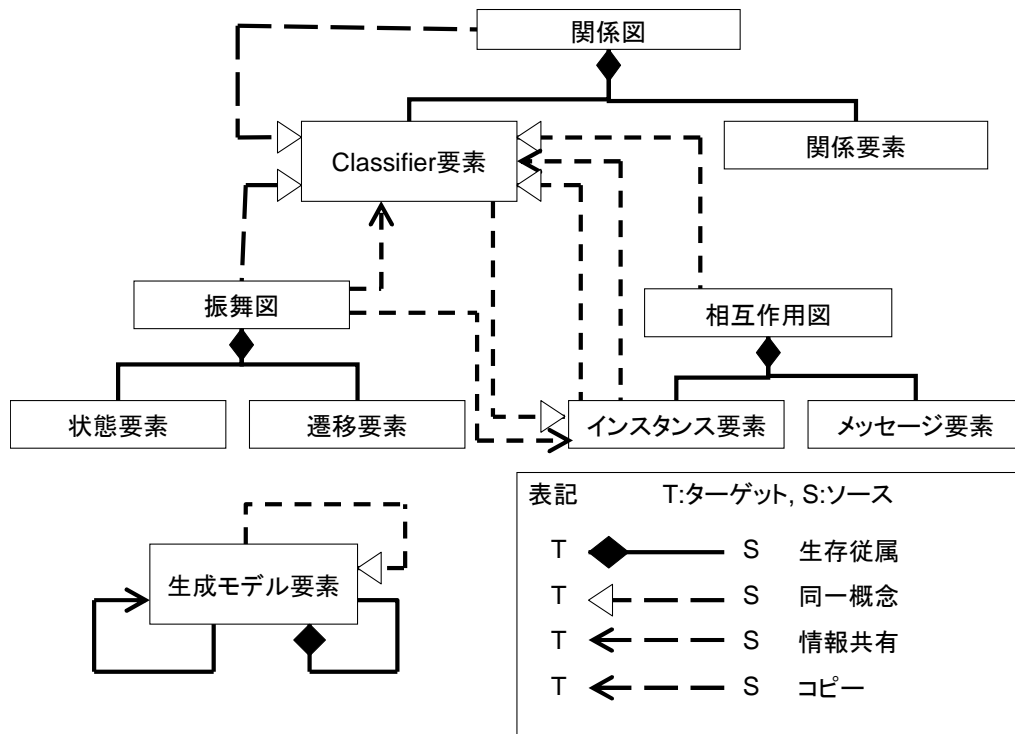 関係図
Classifier要素
関係要素
振舞図
相互作用図
状態要素
遷移要素
インスタンス要素
メッセージ要素
生成モデル要素
表記 T:ターゲット, S:ソース
T S 生存従属
T S 同一概念
T S 情報共有
T S コピー